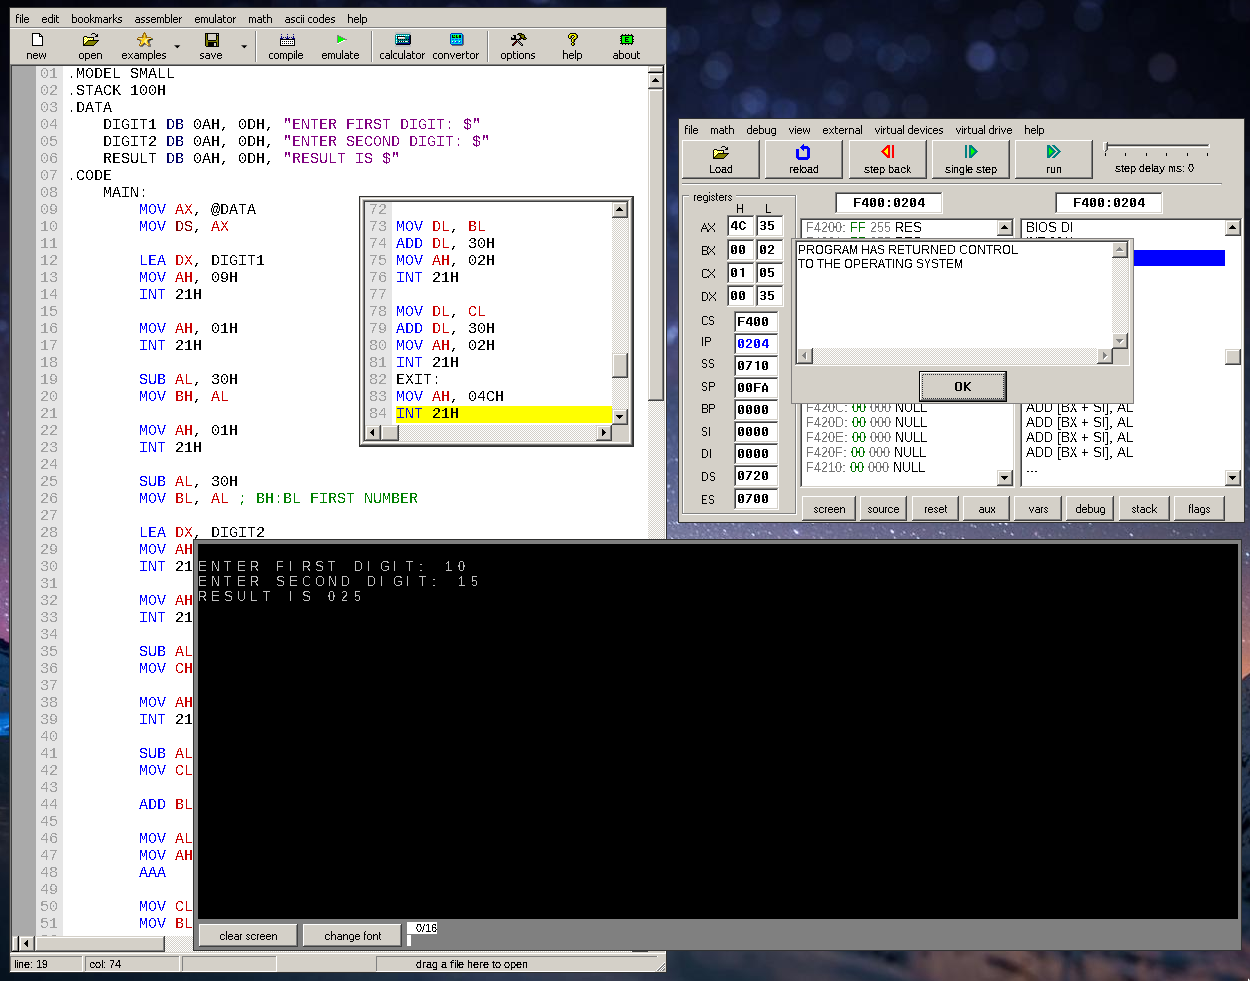 file edit bookmarks assembler emulator math ascii codes help
new open examples save compile emulate calculator convertor options help about
01 .MODEL SMALL
02 .STACK 100H
03 .DATA
04 DIGIT1 DB 0AH, 0DH, "ENTER FIRST DIGIT: $"
05 DIGIT2 DB 0AH, 0DH, "ENTER SECOND DIGIT: $"
06 RESULT DB 0AH, 0DH, "RESULT IS $"
07 .CODE
08 MAIN:
09 MOV AX, @DATA
10 MOV DS, AX
11
12 LEA DX, DIGIT1
13 MOV AH, 09H
14 INT 21H
15
16 MOV AH, 01H
17 INT 21H
18
19 SUB AL, 30H
20 MOV BH, AL
21
22 MOV AH, 01H
23 INT 21H
24
25 SUB AL, 30H
26 MOV BL, AL ; BH:BL FIRST NUMBER
27
28 LEA DX, DIGIT2
29 MOV AH
30 INT 21
31
32 MOV AH
33 INT 21
34
35 SUB AL
36 MOV CH
37
38 MOV AH
39 INT 21
40
41 SUB AL
42 MOV CL
43
44 ADD BL
45
46 MOV AL
47 MOV AH
48 AAA
49
50 MOV CL
51 MOV BL
line: 19 col: 74 drag a file here to open
72
73 MOV DL, BL
74 ADD DL, 30H
75 MOV AH, 02H
76 INT 21H
77
78 MOV DL, CL
79 ADD DL, 30H
80 MOV AH, 02H
81 INT 21H
82 EXIT:
83 MOV AH, 04CH
84 INT 21H
file math debug view external virtual devices virtual drive help
Load reload step back single step run step delay ms: 0
registers
H L
AX 4C 35
BX 00 02
CX 01 05
DX 00 35
CS F400
IP 0204
SS 0710
SP 00FA
BP 0000
SI 0000
DI 0000
DS 0720
ES 0700
F400:0204 F400:0204
F4200: FF 255 RES BIOS DI
PROGRAM HAS RETURNED CONTROL
TO THE OPERATING SYSTEM
OK
F420C: 00 000 NULL ADD [BX + SI], AL
F420D: 00 000 NULL ADD [BX + SI], AL
F420E: 00 000 NULL ADD [BX + SI], AL
F420F: 00 000 NULL ADD [BX + SI], AL
F4210: 00 000 NULL ...
screen source reset aux vars debug stack flags
ENTER FIRST DIGIT: 10
ENTER SECOND DIGIT: 15
RESULT IS 025
clear screen change font 0/16